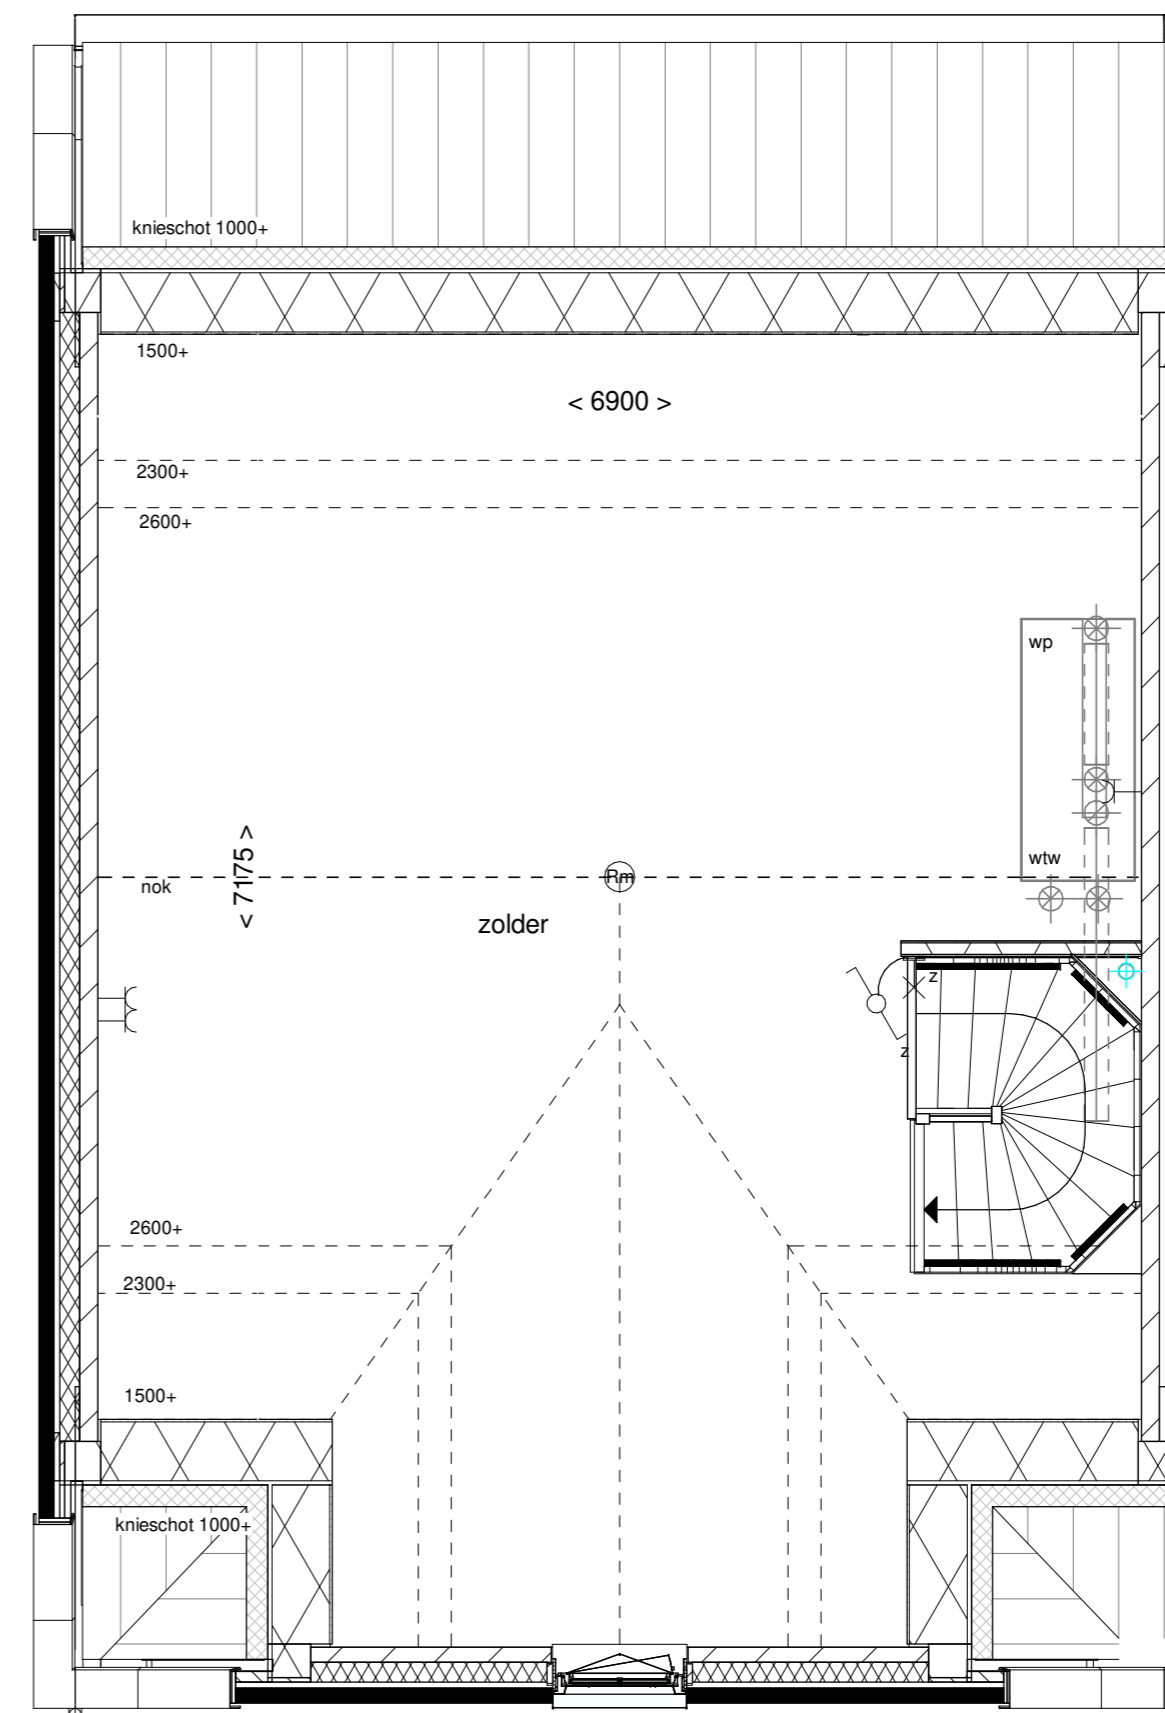 knieschot 1000+
1500+
< 6900 >
2300+
2600+
wp
< 7175 >
wtw
nok
Rm
zolder
z
z
2600+
2300+
1500+
knieschot 1000+